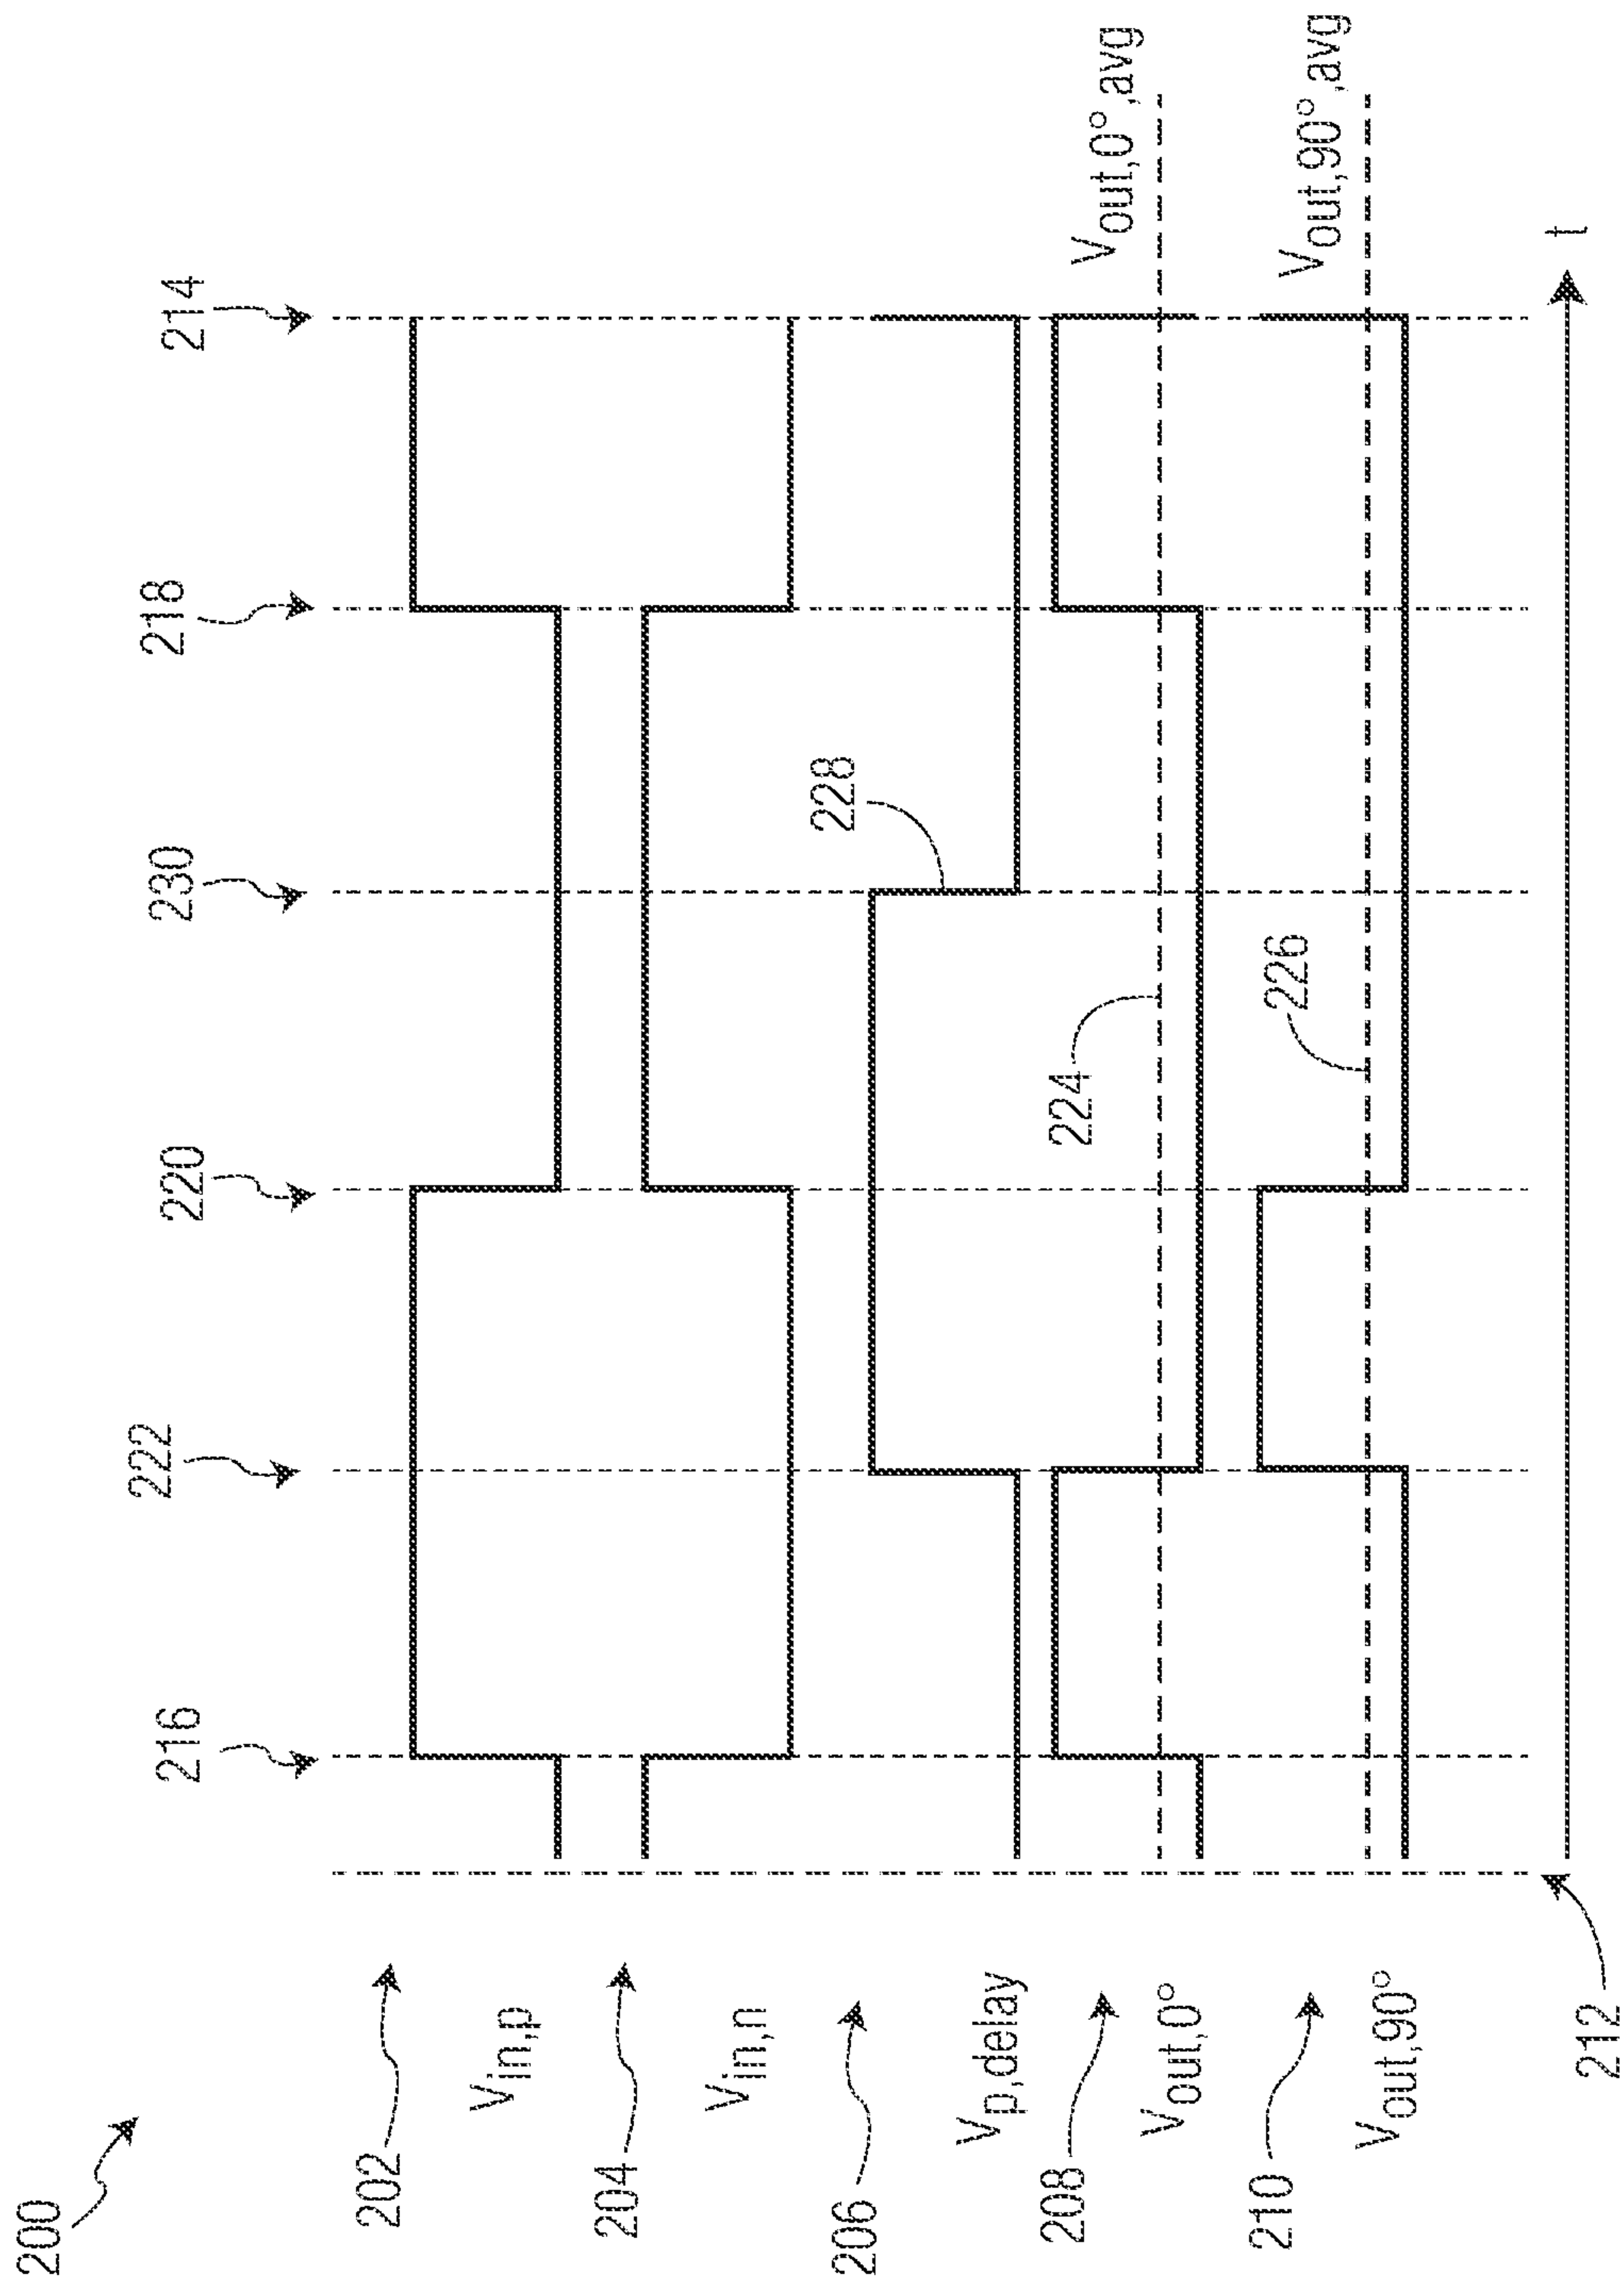 200
214
218
230
220
222
216
202
V_in,p
204
V_in,n
206
228
V_p,delay
208
V_out,0°
224
V_out,0°,avg
210
V_out,90°
226
V_out,90°,avg
212
t